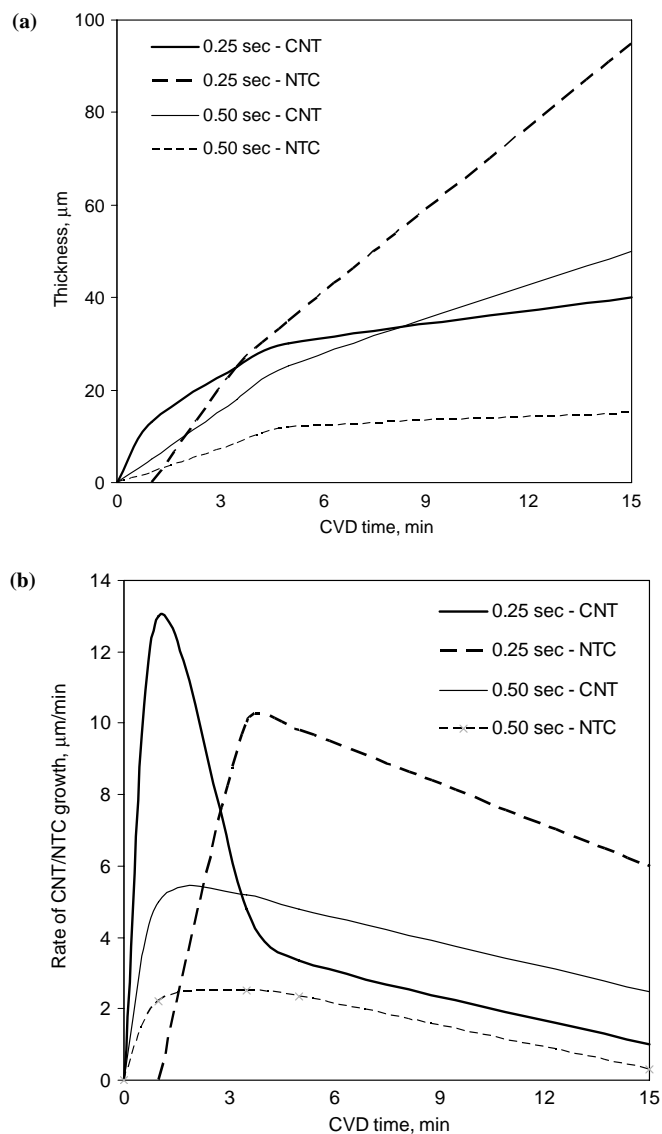 (a)
100
80
60
40
20
0
Thickness, μm
0.25 sec - CNT
0.25 sec - NTC
0.50 sec - CNT
0.50 sec - NTC
0 3 6 9 12 15
CVD time, min
(b)
14
12
10
8
6
4
2
0
Rate of CNT/NTC growth, μm/min
0.25 sec - CNT
0.25 sec - NTC
0.50 sec - CNT
0.50 sec - NTC
0 3 6 9 12 15
CVD time, min